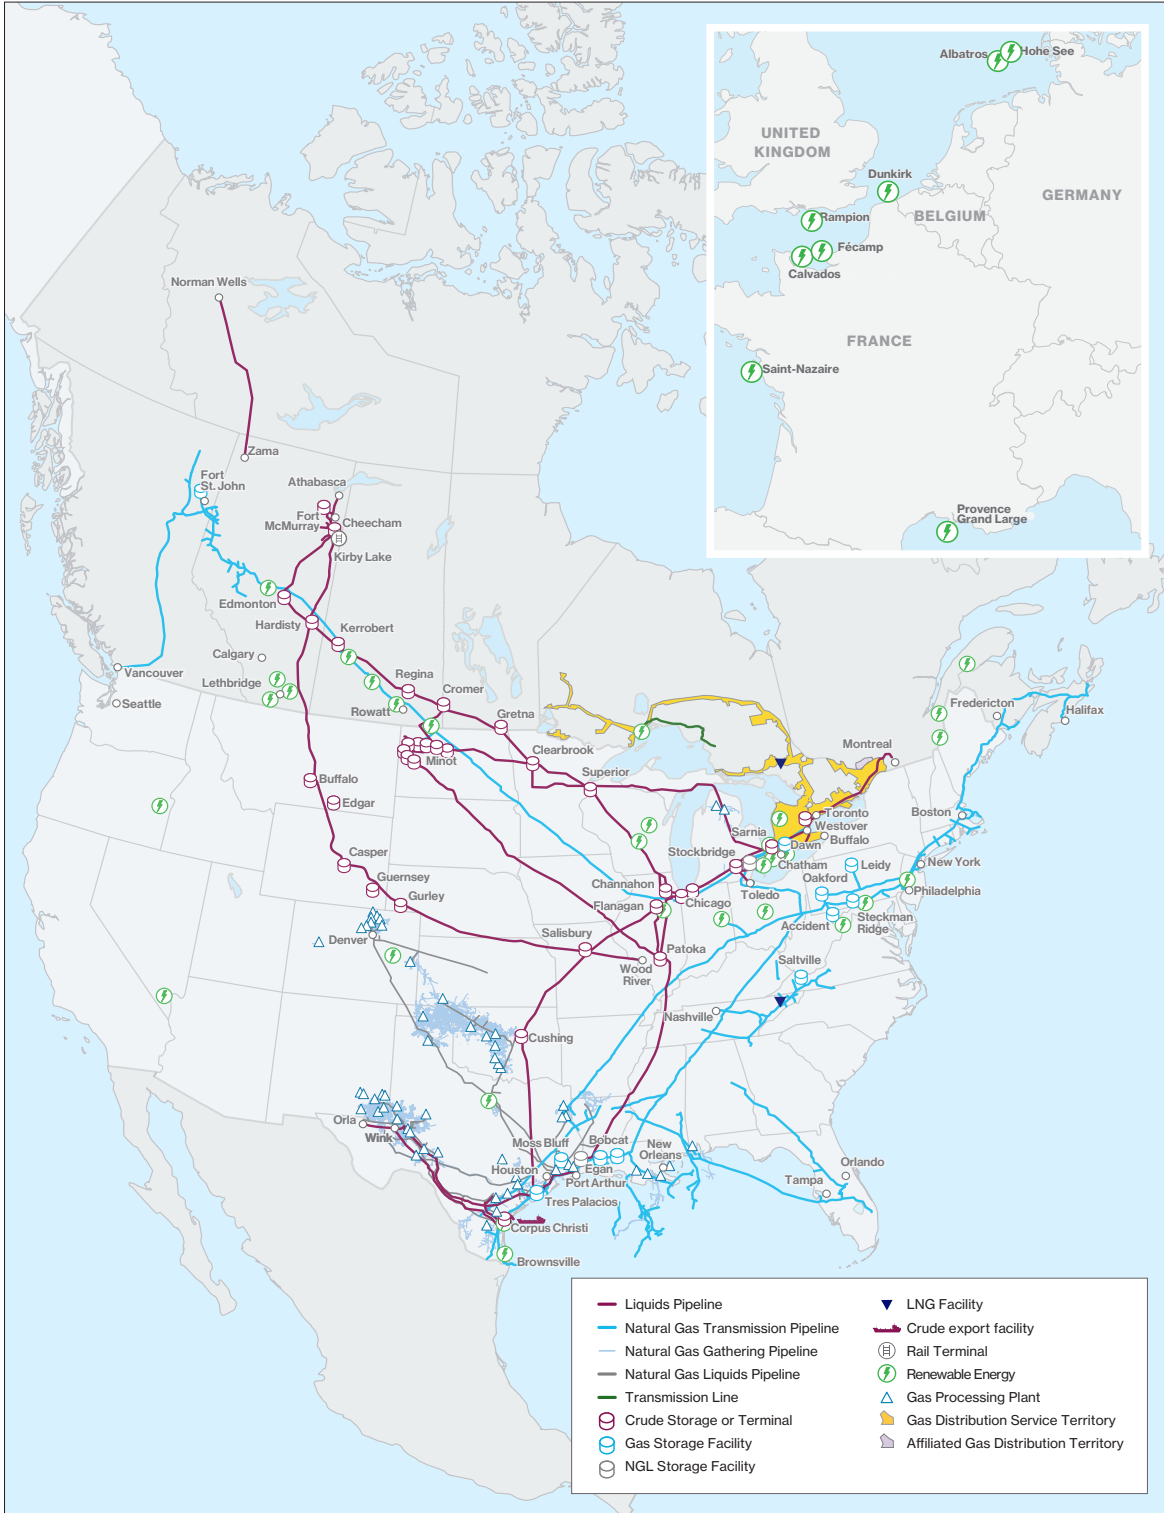 Albatros
Hohe See
UNITED
KINGDOM
Dunkirk
GERMANY
BELGIUM
Rampion
Fécamp
Calvados
FRANCE
Saint-Nazaire
Provence
Grand Large
Norman Wells
Zama
Fort
St. John
Athabasca
Fort
McMurray
Cheecham
Kirby Lake
Edmonton
Hardisty
Kerrobert
Calgary
Vancouver
Lethbridge
Regina
Cromer
Seattle
Rowatt
Gretna
Fredericton
Halifax
Montreal
Clearbrook
Minot
Superior
Buffalo
Edgar
Toronto
Westover
Boston
Sarnia
Buffalo
Dawn
Stockbridge
Casper
Chatham
Leidy
New York
Guernsey
Oakford
Channahon
Toledo
Philadelphia
Gurley
Flanagan
Chicago
Steckman
Ridge
Accident
Denver
Salisbury
Patoka
Wood
River
Saltville
Nashville
Cushing
Orla
Wink
Moss Bluff
Bobcat
New
Orleans
Houston
Egan
Port Arthur
Orlando
Tampa
Tres Palacios
Corpus Christi
Brownsville
Liquids Pipeline
Natural Gas Transmission Pipeline
Natural Gas Gathering Pipeline
Natural Gas Liquids Pipeline
Transmission Line
Crude Storage or Terminal
Gas Storage Facility
NGL Storage Facility
LNG Facility
Crude export facility
Rail Terminal
Renewable Energy
Gas Processing Plant
Gas Distribution Service Territory
Affiliated Gas Distribution Territory